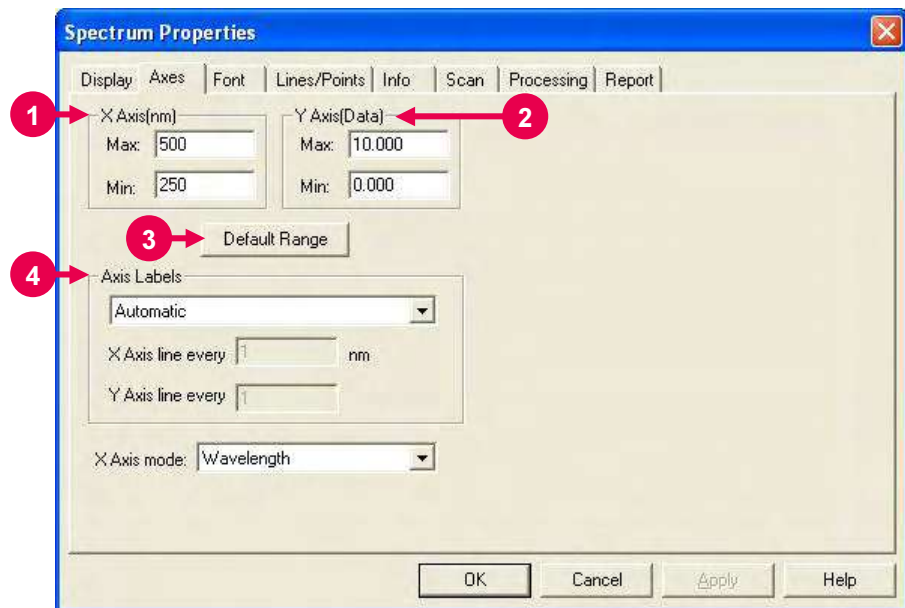 Spectrum Properties
Display Axes Font Lines/Points Info Scan Processing Report
1 X Axis(nm) Y Axis(Data) 2
Max: 500 Max: 10.000
Min: 250 Min: 0.000
3 Default Range
4 Axis Labels
Automatic
X Axis line every 1 nm
Y Axis line every 1
X Axis mode: Wavelength
OK Cancel Apply Help